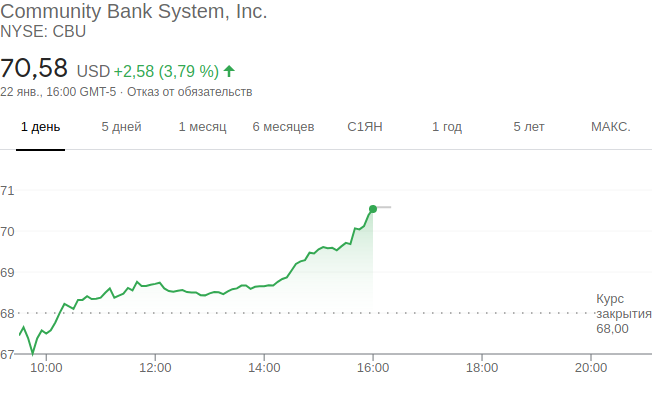 Community Bank System, Inc.
NYSE: CBU
70,58 USD +2,58 (3,79 %)
22 янв., 16:00 GMT-5 · Отказ от обязательств
1 день 5 дней 1 месяц 6 месяцев С1ЯН 1 год 5 лет МАКС.
71
70
69
68
67
Курс
закрытия
68,00
10:00 12:00 14:00 16:00 18:00 20:00